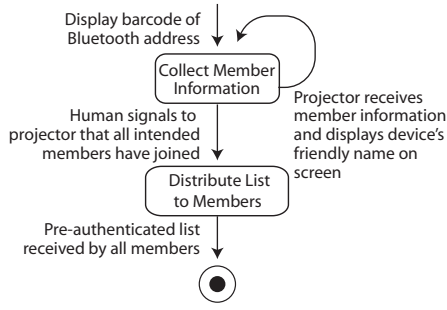 Display barcode of
Bluetooth address
Collect Member
Information
Projector receives
member information
and displays device's
friendly name on
screen
Human signals to
projector that all intended
members have joined
Distribute List
to Members
Pre-authenticated list
received by all members